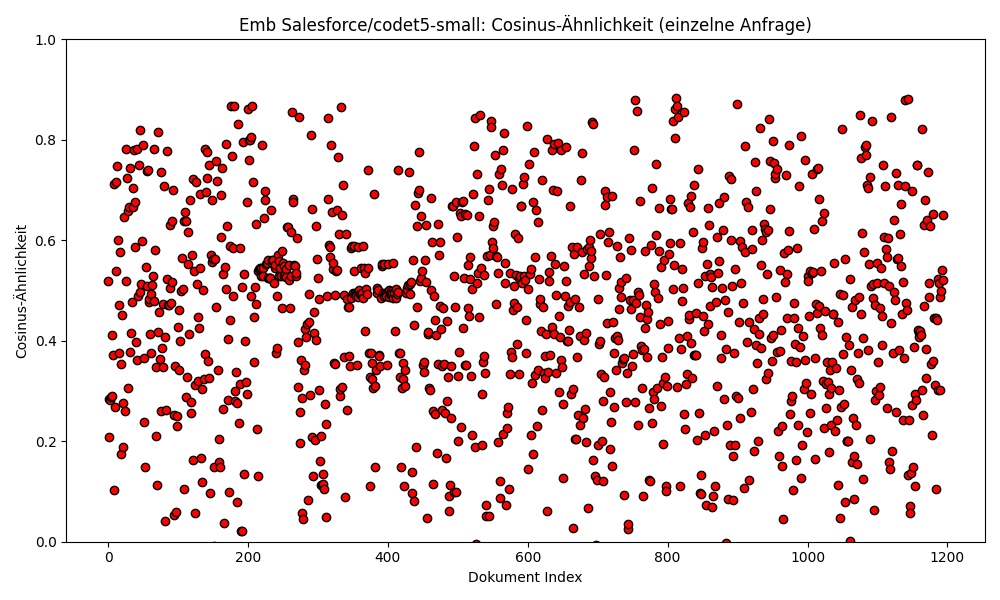 Emb Salesforce/codet5-small: Cosinus-Ähnlichkeit (einzelne Anfrage)
1.0
0.8
0.6
0.4
0.2
0.0
Cosinus-Ähnlichkeit
0 200 400 600 800 1000 1200
Dokument Index